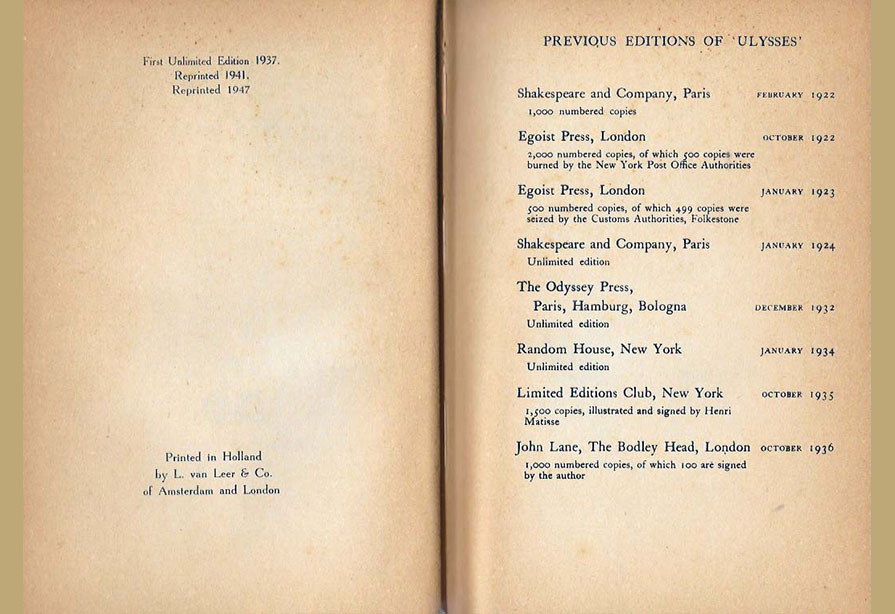 First Unlimited Edition 1937.
Reprinted 1941.
Reprinted 1947
Printed in Holland
by L. van Leer & Co.
of Amsterdam and London
PREVIOUS EDITIONS OF ‘ULYSSES’
Shakespeare and Company, Paris FEBRUARY 1922
1,000 numbered copies
Egoist Press, London OCTOBER 1922
2,000 numbered copies, of which 500 copies were
burned by the New York Post Office Authorities
Egoist Press, London JANUARY 1923
500 numbered copies, of which 499 copies were
seized by the Customs Authorities, Folkestone
Shakespeare and Company, Paris JANUARY 1924
Unlimited edition
The Odyssey Press,
Paris, Hamburg, Bologna DECEMBER 1932
Unlimited edition
Random House, New York JANUARY 1934
Unlimited edition
Limited Editions Club, New York OCTOBER 1935
1,500 copies, illustrated and signed by Henri
Matisse
John Lane, The Bodley Head, London OCTOBER 1936
1,000 numbered copies, of which 100 are signed
by the author